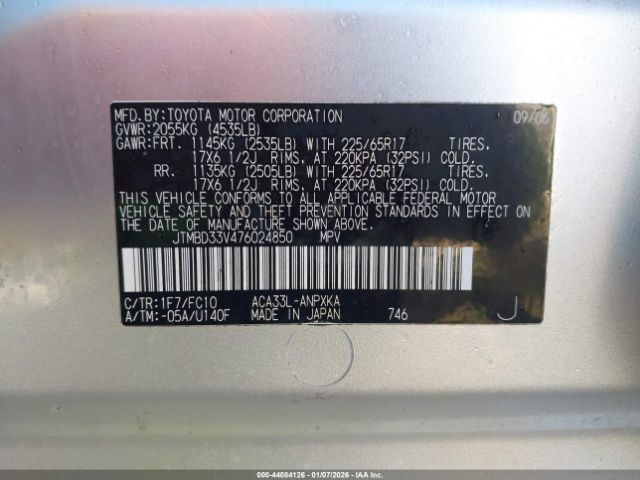 MFD.BY:TOYOTA MOTOR CORPORATION 09/06
GVWR:2055KG (4535LB)
GAWR:FRT. 1145KG (2535LB) WITH 225/65R17 TIRES,
17X6 1/2J RIMS, AT 220KPA (32PSI) COLD.
RR. 1135KG (2505LB) WITH 225/65R17 TIRES,
17X6 1/2J RIMS, AT 220KPA (32PSI) COLD.
THIS VEHICLE CONFORMS TO ALL APPLICABLE FEDERAL MOTOR
VEHICLE SAFETY AND THEFT PREVENTION STANDARDS IN EFFECT ON
THE DATE OF MANUFACTURE SHOWN ABOVE.
JTMBD33V476024850 MPV
C/TR:1F7/FC10 ACA33L-ANPXKA
A/TM:-05A/U140F MADE IN JAPAN 746 J
000-44084126 - 01/07/2026 - IAA Inc.